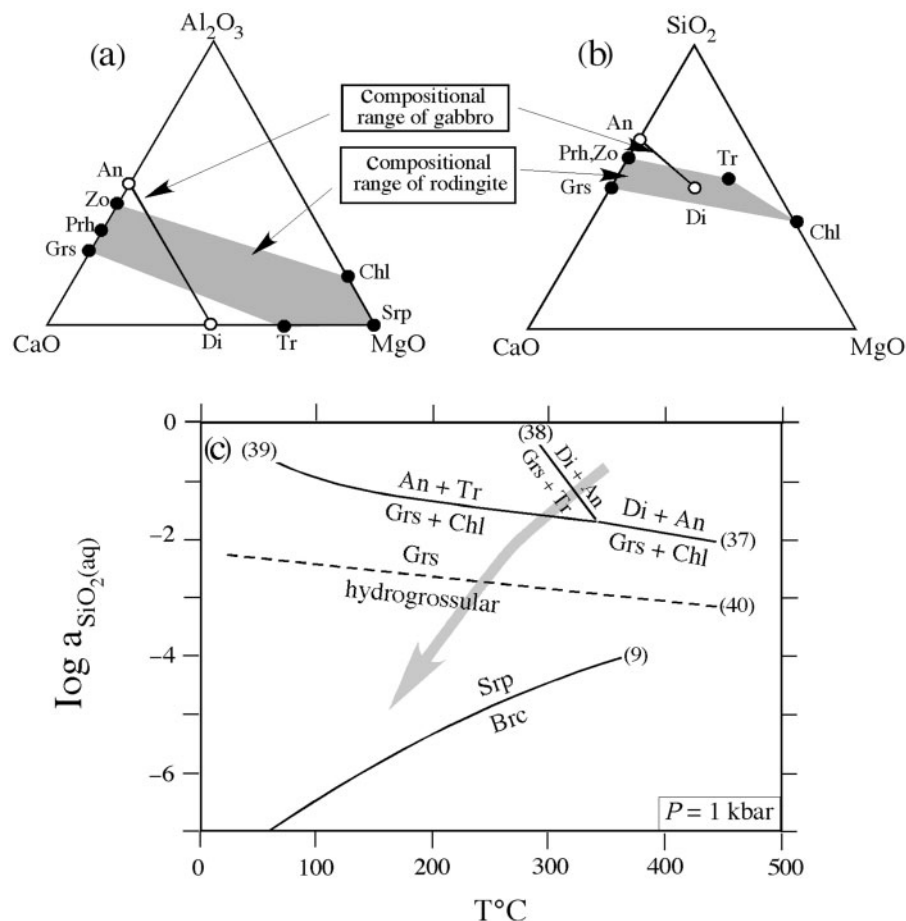 (a)
Al₂O₃
(b)
SiO₂
Compositional
range of gabbro
Compositional
range of rodingite
An
Zo
Prh
Grs
Chl
Srp
CaO
Di
Tr
MgO
An
Prh,Zo
Grs
Tr
Di
Chl
CaO
MgO
(c)
(39)
(38)
Di + An
Grs + Tr
An + Tr
Grs + Chl
Di + An
Grs + Chl
(37)
Grs
hydrogrossular
(40)
(9)
Srp
Brc
P = 1 kbar
log a SiO₂(aq)
0
−2
−4
−6
0
100
200
300
400
500
T°C